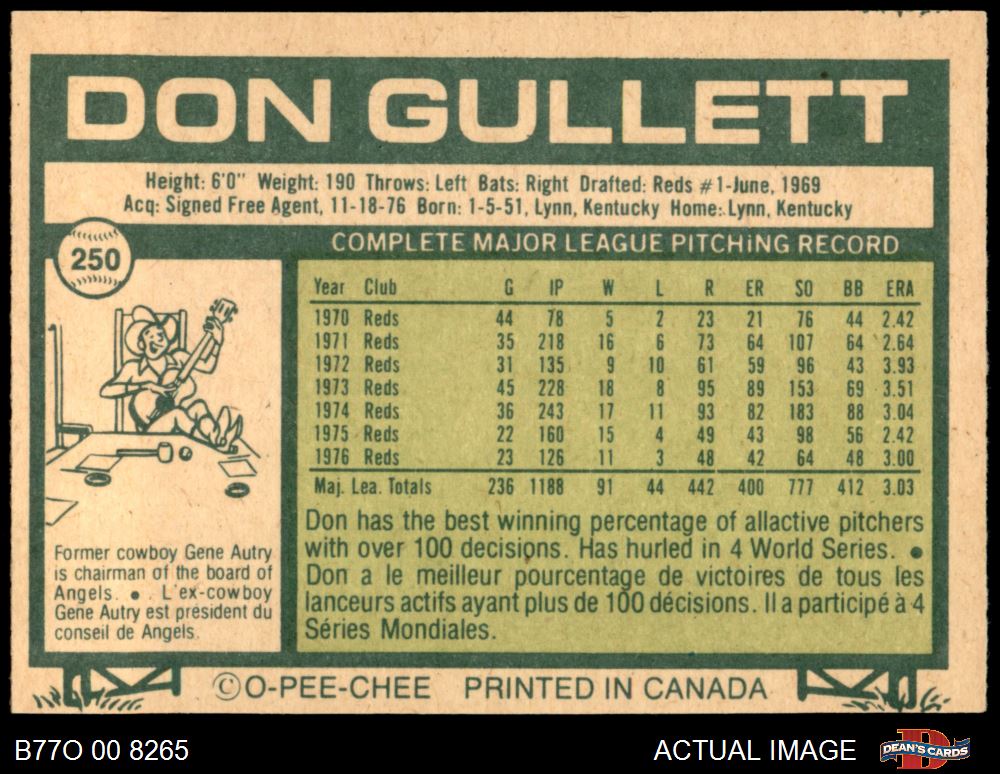 DON GULLETT
Height: 6'0" Weight: 190 Throws: Left Bats: Right Drafted: Reds #1-June, 1969
Acq: Signed Free Agent, 11-18-76 Born: 1-5-51, Lynn, Kentucky Home: Lynn, Kentucky
250
COMPLETE MAJOR LEAGUE PITCHING RECORD
Year Club G IP W L R ER SO BB ERA
1970 Reds 44 78 5 2 23 21 76 44 2.42
1971 Reds 35 218 16 6 73 64 107 64 2.64
1972 Reds 31 135 9 10 61 59 96 43 3.93
1973 Reds 45 228 18 8 95 89 153 69 3.51
1974 Reds 36 243 17 11 93 82 183 88 3.04
1975 Reds 22 160 15 4 49 43 98 56 2.42
1976 Reds 23 126 11 3 48 42 64 48 3.00
Maj. Lea. Totals 236 1188 91 44 442 400 777 412 3.03
Don has the best winning percentage of allactive pitchers
with over 100 decisions. Has hurled in 4 World Series. •
Don a le meilleur pourcentage de victoires de tous les
lanceurs actifs ayant plus de 100 décisions. Il a participé à 4
Séries Mondiales.
Former cowboy Gene Autry
is chairman of the board of
Angels. • L'ex-cowboy
Gene Autry est président du
conseil de Angels.
©O-PEE-CHEE PRINTED IN CANADA
B77O 00 8265
ACTUAL IMAGE
DEAN'S CARDS